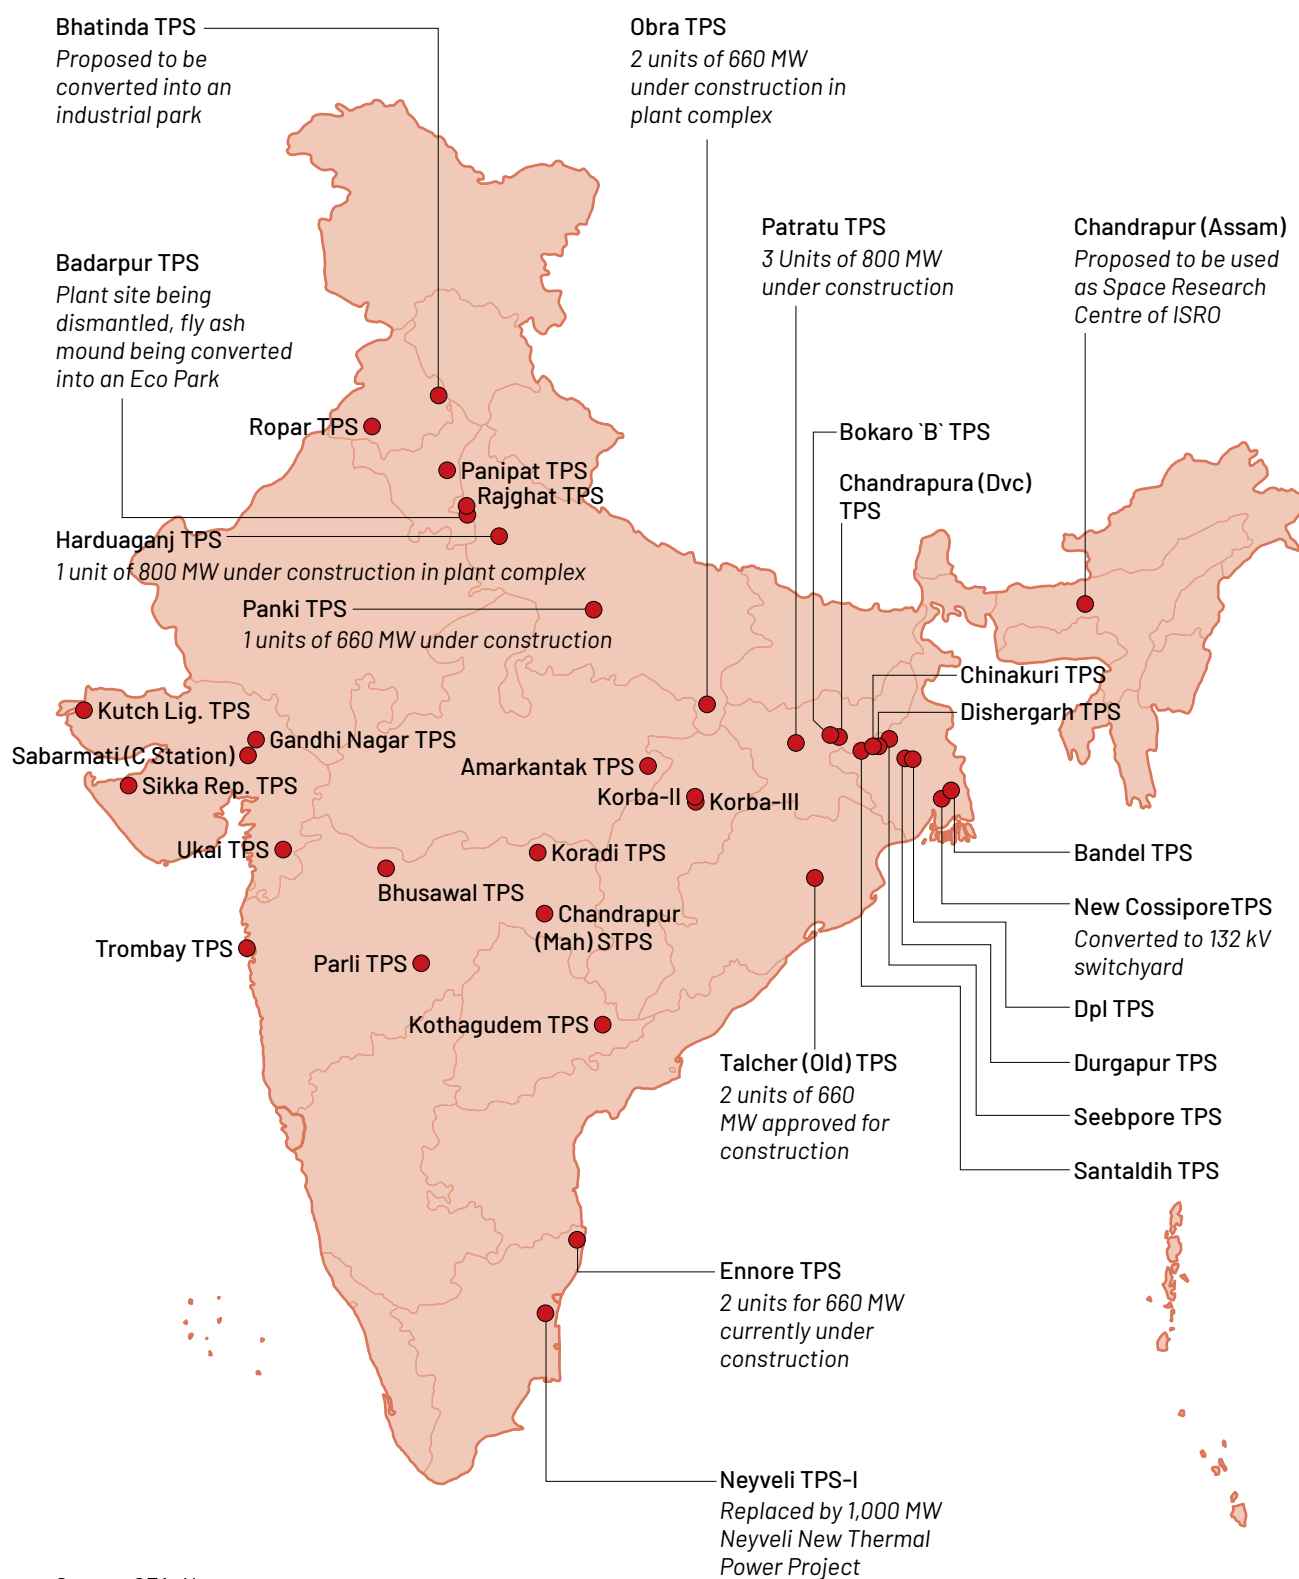 Bhatinda TPS
Proposed to be
converted into an
industrial park
Obra TPS
2 units of 660 MW
under construction in
plant complex
Patratu TPS
3 Units of 800 MW
under construction
Chandrapur (Assam)
Proposed to be used
as Space Research
Centre of ISRO
Badarpur TPS
Plant site being
dismantled, fly ash
mound being converted
into an Eco Park
Ropar TPS
Bokaro `B` TPS
Panipat TPS
Rajghat TPS
Chandrapura (Dvc)
TPS
Harduaganj TPS
1 unit of 800 MW under construction in plant complex
Panki TPS
1 units of 660 MW under construction
Chinakuri TPS
Dishergarh TPS
Kutch Lig. TPS
Gandhi Nagar TPS
Sabarmati (C Station)
Sikka Rep. TPS
Amarkantak TPS
Korba-II
Korba-III
Ukai TPS
Koradi TPS
Bhusawal TPS
Bandel TPS
Chandrapur
(Mah) STPS
New CossiporeTPS
Converted to 132 kV
switchyard
Trombay TPS
Parli TPS
Dpl TPS
Kothagudem TPS
Talcher (Old) TPS
2 units of 660
MW approved for
construction
Durgapur TPS
Seebpore TPS
Santaldih TPS
Ennore TPS
2 units for 660 MW
currently under
construction
Neyveli TPS-I
Replaced by 1,000 MW
Neyveli New Thermal
Power Project